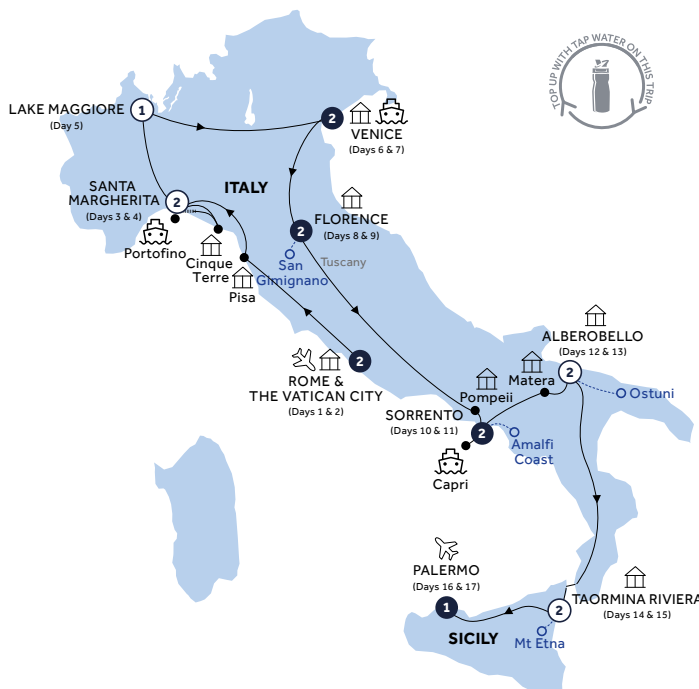 TOP UP WITH TAP WATER ON THIS TRIP
LAKE MAGGIORE
(Day 5)
1
2
VENICE
(Days 6 & 7)
SANTA
MARGHERITA
(Days 3 & 4)
2
ITALY
Portofino
Cinque
Terre
Pisa
2
FLORENCE
(Days 8 & 9)
San
Gimignano
Tuscany
2
ROME &
THE VATICAN CITY
(Days 1 & 2)
ALBEROBELLO
(Days 12 & 13)
2
Matera
Pompeii
Ostuni
SORRENTO
(Days 10 & 11)
2
Amalfi
Coast
Capri
PALERMO
(Days 16 & 17)
1
TAORMINA RIVIERA
(Days 14 & 15)
2
SICILY
Mt Etna